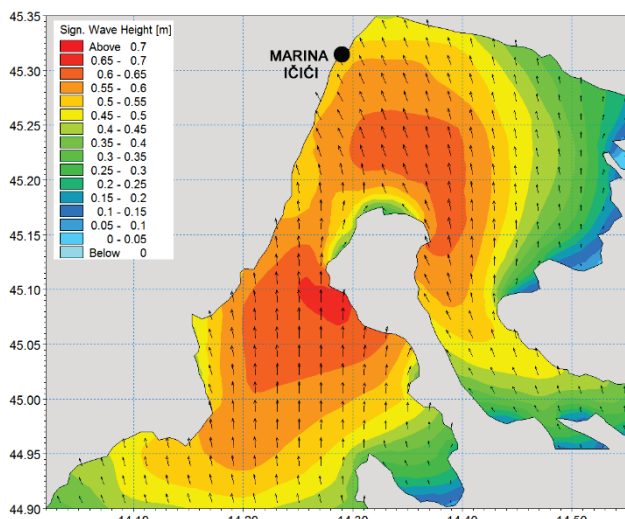 45.35
45.30
45.25
45.20
45.15
45.10
45.05
45.00
44.95
44.90
Sign. Wave Height [m]
Above 0.7
0.65 - 0.7
0.6 - 0.65
0.55 - 0.6
0.5 - 0.55
0.45 - 0.5
0.4 - 0.45
0.35 - 0.4
0.3 - 0.35
0.25 - 0.3
0.2 - 0.25
0.15 - 0.2
0.1 - 0.15
0.05 - 0.1
0 - 0.05
Below 0
MARINA
IČIĆI